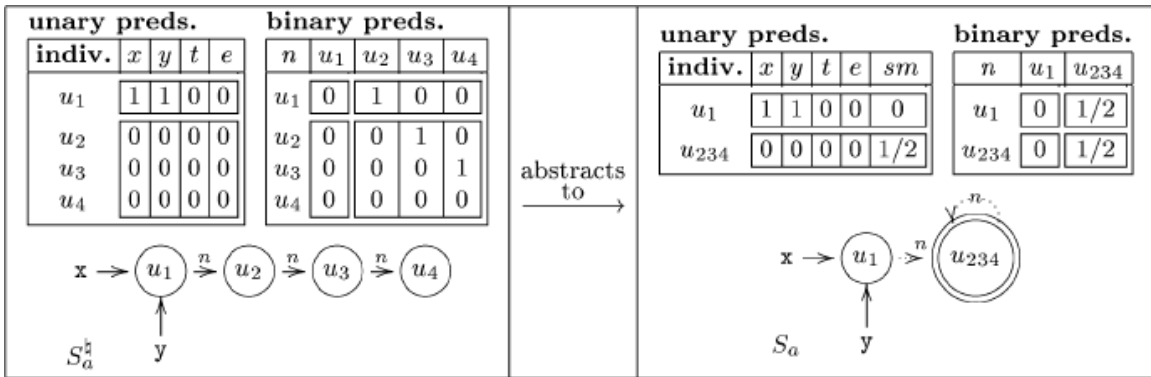 unary preds. binary preds.
indiv. x y t e n u1 u2 u3 u4
u1 1 1 0 0 u1 0 1 0 0
u2 0 0 0 0 u2 0 0 1 0
u3 0 0 0 0 u3 0 0 0 1
u4 0 0 0 0 u4 0 0 0 0
x u1 n u2 n u3 n u4
S♮a y
abstracts
to
unary preds. binary preds.
indiv. x y t e sm n u1 u234
u1 1 1 0 0 0 u1 0 1/2
u234 0 0 0 0 1/2 u234 0 1/2
n
x u1 n u234
Sa y